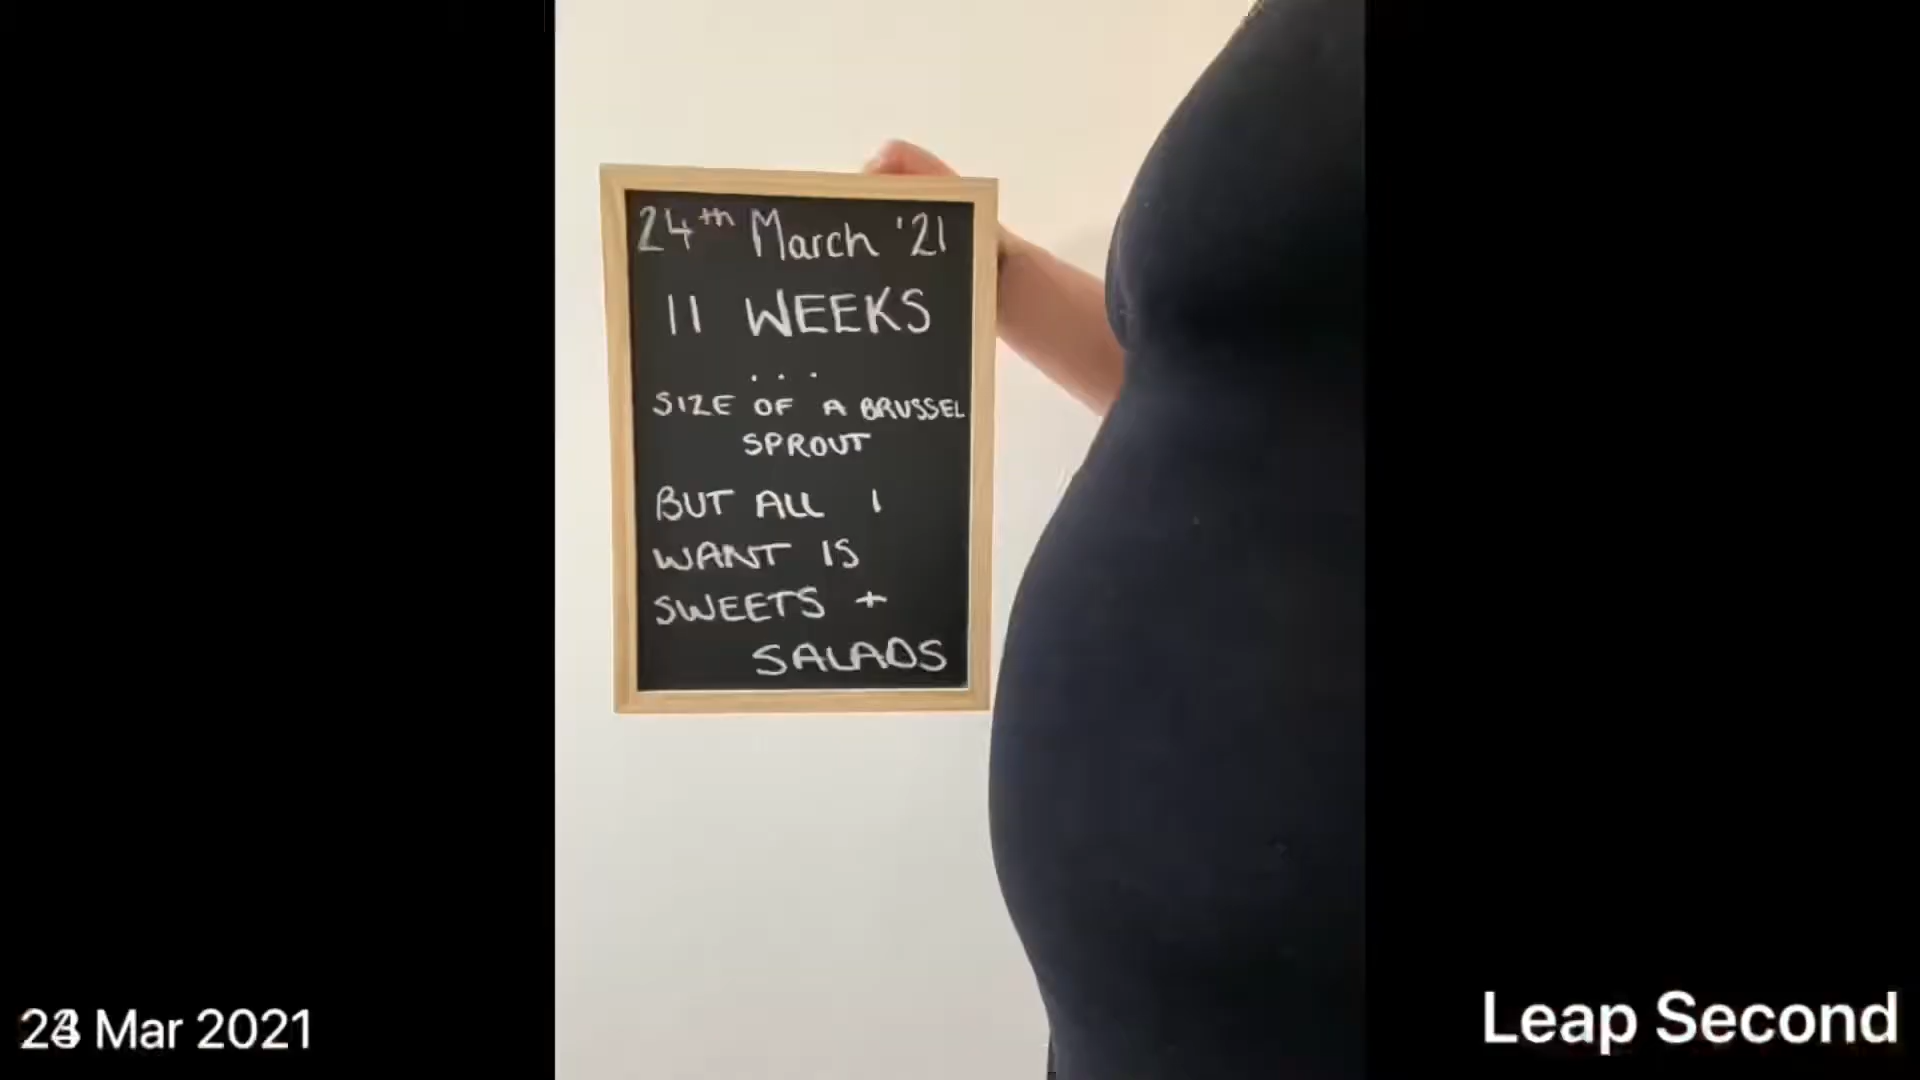 24th March '21
11 WEEKS
...
SIZE OF A BRUSSEL
SPROUT
BUT ALL I
WANT IS
SWEETS +
SALADS
Mar 2021
Leap Second